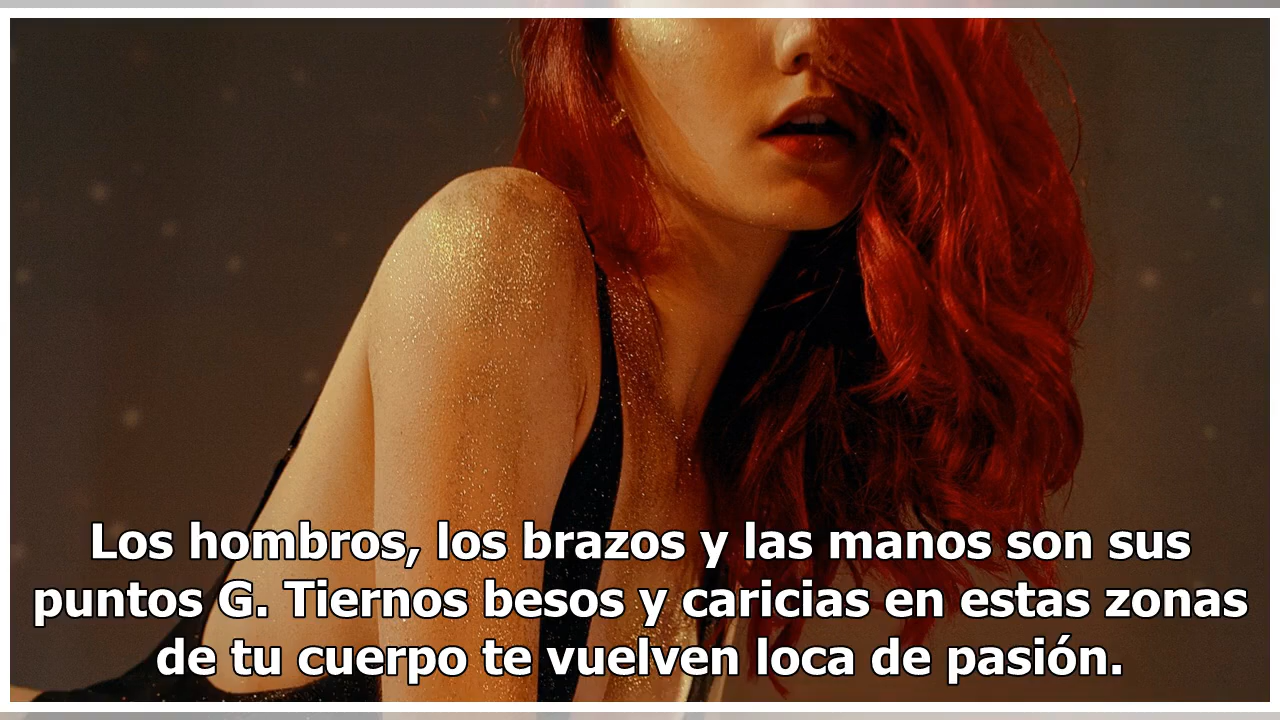 Los hombros, los brazos y las manos son sus
puntos G. Tiernos besos y caricias en estas zonas
de tu cuerpo te vuelven loca de pasión.